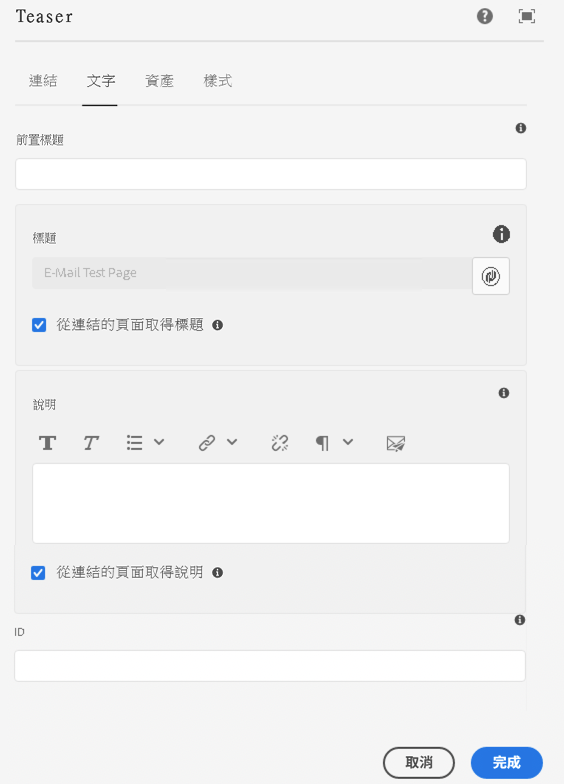 Teaser
連結 文字 資產 樣式
前置標題
標題
E-Mail Test Page
從連結的頁面取得標題
說明
從連結的頁面取得說明
ID
取消 完成